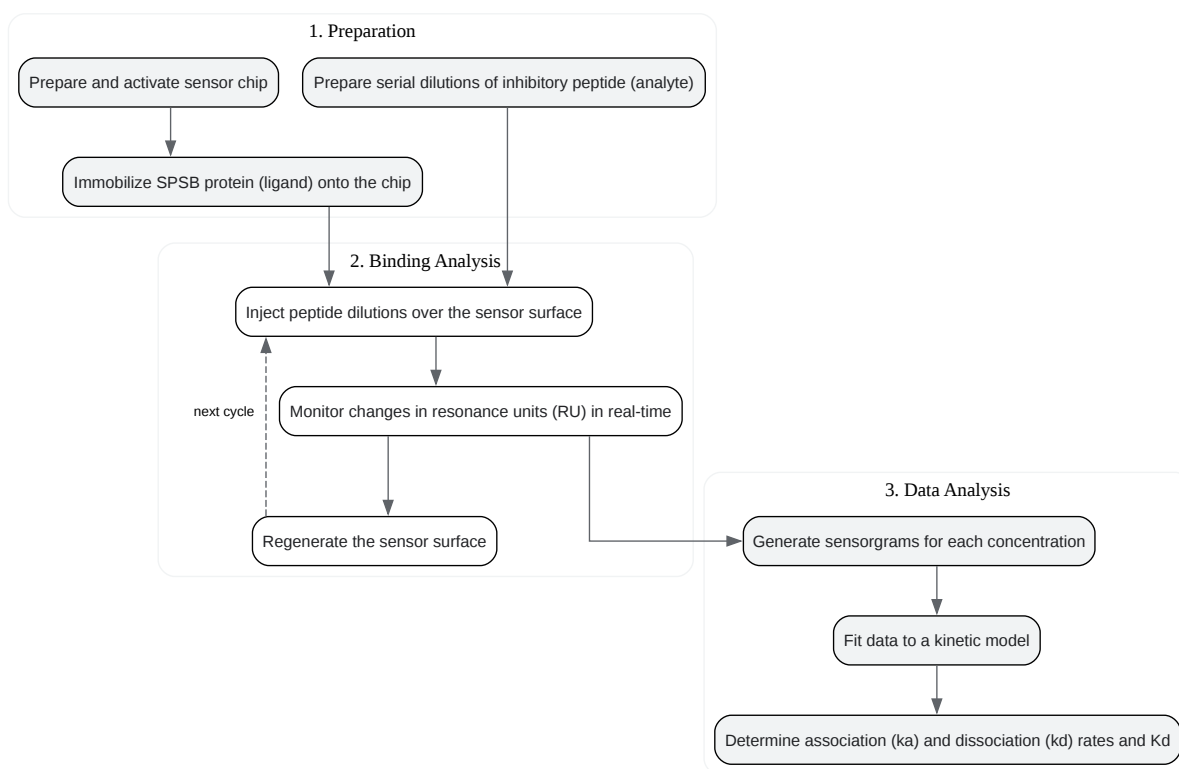 1. Preparation
Prepare and activate sensor chip
Prepare serial dilutions of inhibitory peptide (analyte)
Immobilize SPSB protein (ligand) onto the chip
2. Binding Analysis
Inject peptide dilutions over the sensor surface
next cycle
Monitor changes in resonance units (RU) in real-time
Regenerate the sensor surface
3. Data Analysis
Generate sensorgrams for each concentration
Fit data to a kinetic model
Determine association (ka) and dissociation (kd) rates and Kd